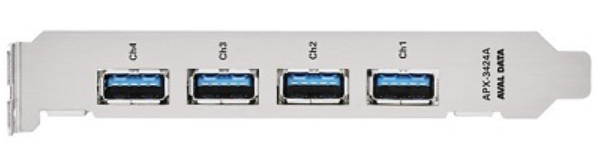 Ch4
Ch3
Ch2
Ch1
APX-3424A
AVAL DATA